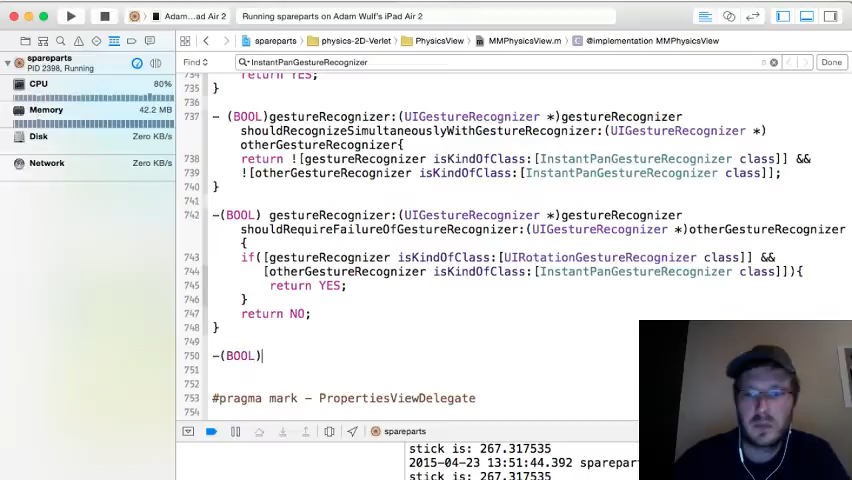 Adam...ad Air 2
Running spareparts on Adam Wulf's iPad Air 2
spareparts
physics-2D-Verlet
PhysicsView
MMPhysicsView.m
@implementation MMPhysicsView
spareparts
PID 2398, Running
CPU 80%
Memory 42.2 MB
Disk Zero KB/s
Network Zero KB/s
Find
InstantPanGestureRecognizer
Done
734 return YES;
735 }
736
737 - (BOOL)gestureRecognizer:(UIGestureRecognizer *)gestureRecognizer
shouldRecognizeSimultaneouslyWithGestureRecognizer:(UIGestureRecognizer *)
otherGestureRecognizer{
738 return ![gestureRecognizer isKindOfClass:[InstantPanGestureRecognizer class]] &&
739 ![otherGestureRecognizer isKindOfClass:[InstantPanGestureRecognizer class]];
740 }
741
742 -(BOOL) gestureRecognizer:(UIGestureRecognizer *)gestureRecognizer
shouldRequireFailureOfGestureRecognizer:(UIGestureRecognizer *)otherGestureRecognizer
{
743 if([gestureRecognizer isKindOfClass:[UIRotationGestureRecognizer class]] &&
744 [otherGestureRecognizer isKindOfClass:[InstantPanGestureRecognizer class]]){
745 return YES;
746 }
747 return NO;
748 }
749
750 -(BOOL)
751
752
753 #pragma mark - PropertiesViewDelegate
754
spareparts
stick is: 267.317535
2015-04-23 13:51:44.392 sparepar
stick is: 267.317535